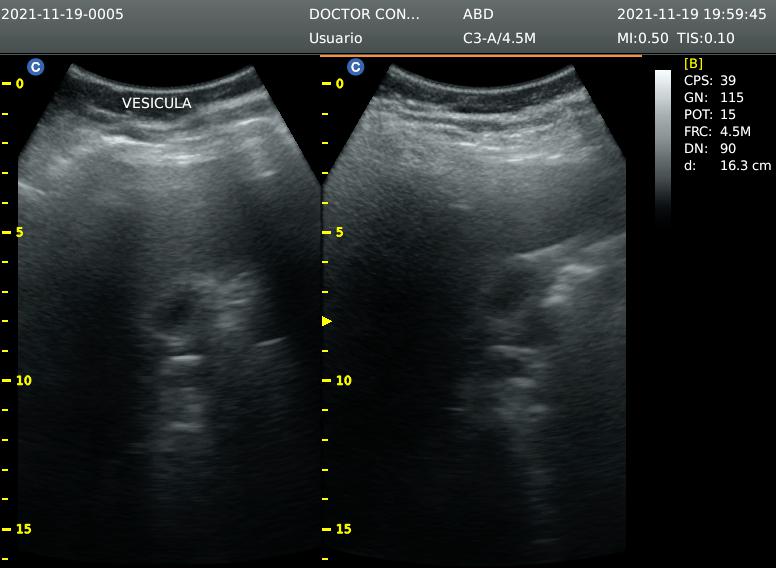 2021-11-19-0005 DOCTOR CON... ABD 2021-11-19 19:59:45
Usuario C3-A/4.5M MI:0.50 TIS:0.10
C C [B]
0 0 CPS: 39
VESICULA GN: 115
POT: 15
FRC: 4.5M
DN: 90
d: 16.3 cm
5 5
10 10
15 15